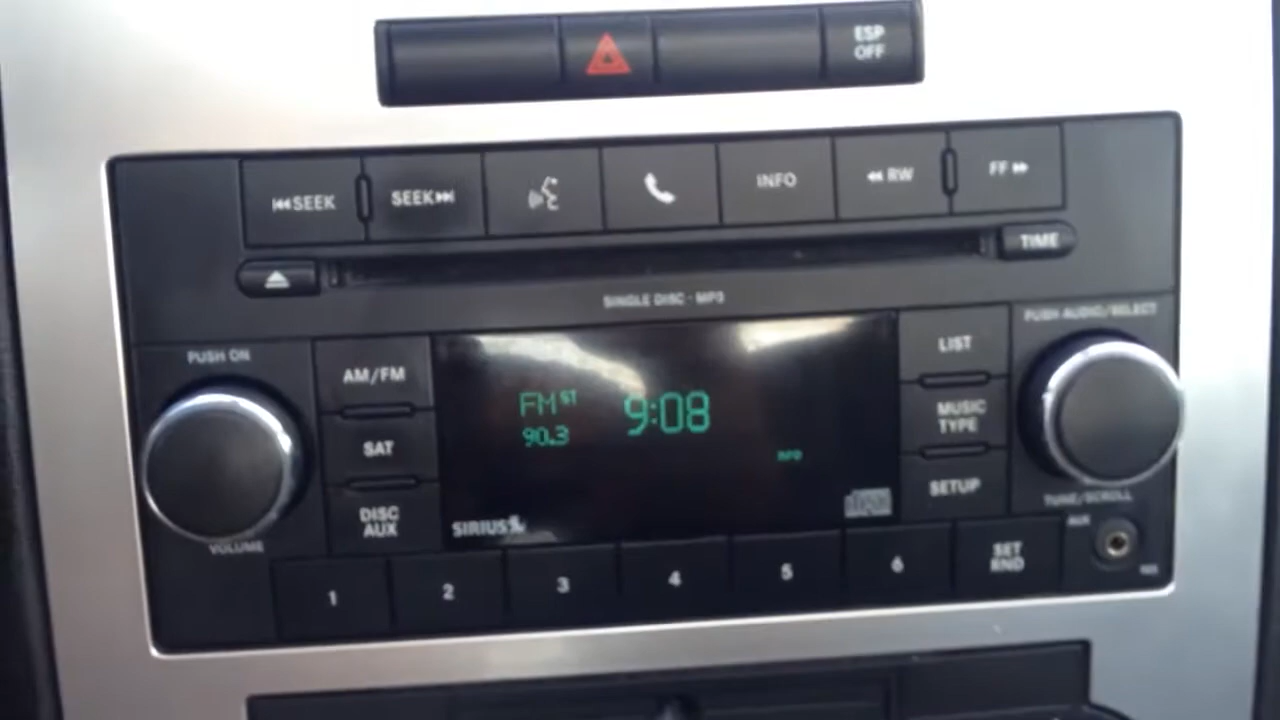 ESP
OFF
SEEK
SEEK
INFO
RW
FF
TIME
SINGLE DISC · MP3
PUSH ON
PUSH AUDIO/SELECT
AM/FM
LIST
FM ST
9:08
90.3
MUSIC
TYPE
SAT
INFO
SETUP
DISC
AUX
SIRIUS
TUNE/SCROLL
VOLUME
AUX
1
2
3
4
5
6
SET
RND